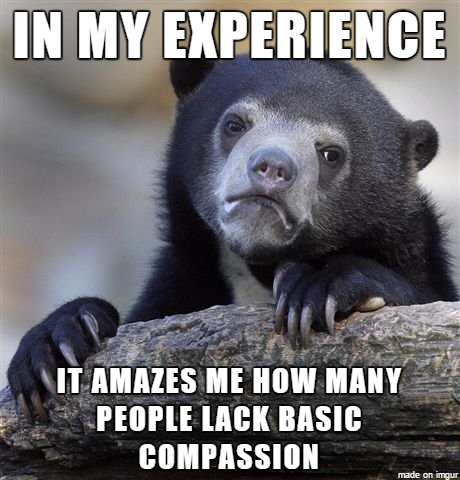 IN MY EXPERIENCE
IT AMAZES ME HOW MANY
PEOPLE LACK BASIC
COMPASSION
made on imgur